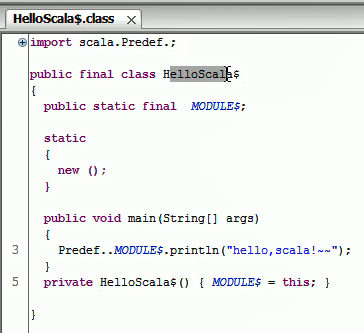 HelloScala$.class
import scala.Predef.;
public final class HelloScala$
{
public static final MODULE$;
static
{
new ();
}
public void main(String[] args)
{
3 Predef..MODULE$.println("hello,scala!~~");
}
5 private HelloScala$() { MODULE$ = this; }
}